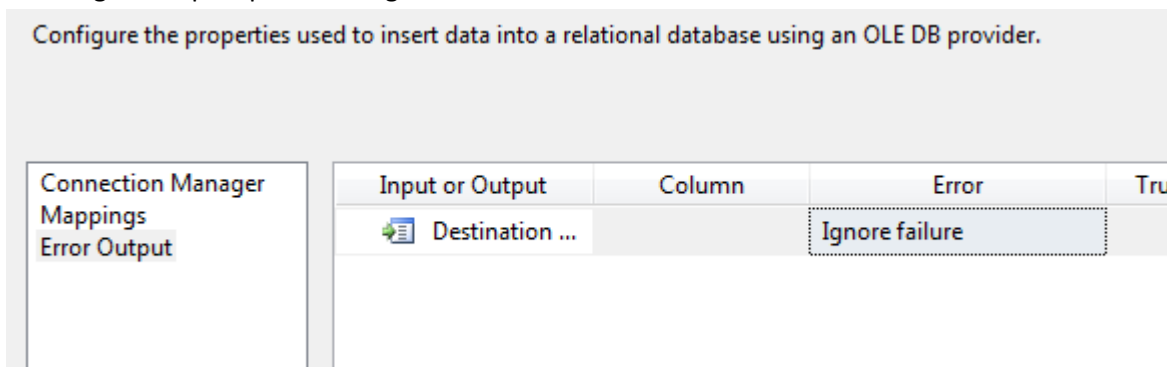 Configure the properties used to insert data into a relational database using an OLE DB provider.
Connection Manager
Mappings
Error Output
Input or Output Column Error Tru
Destination ... Ignore failure